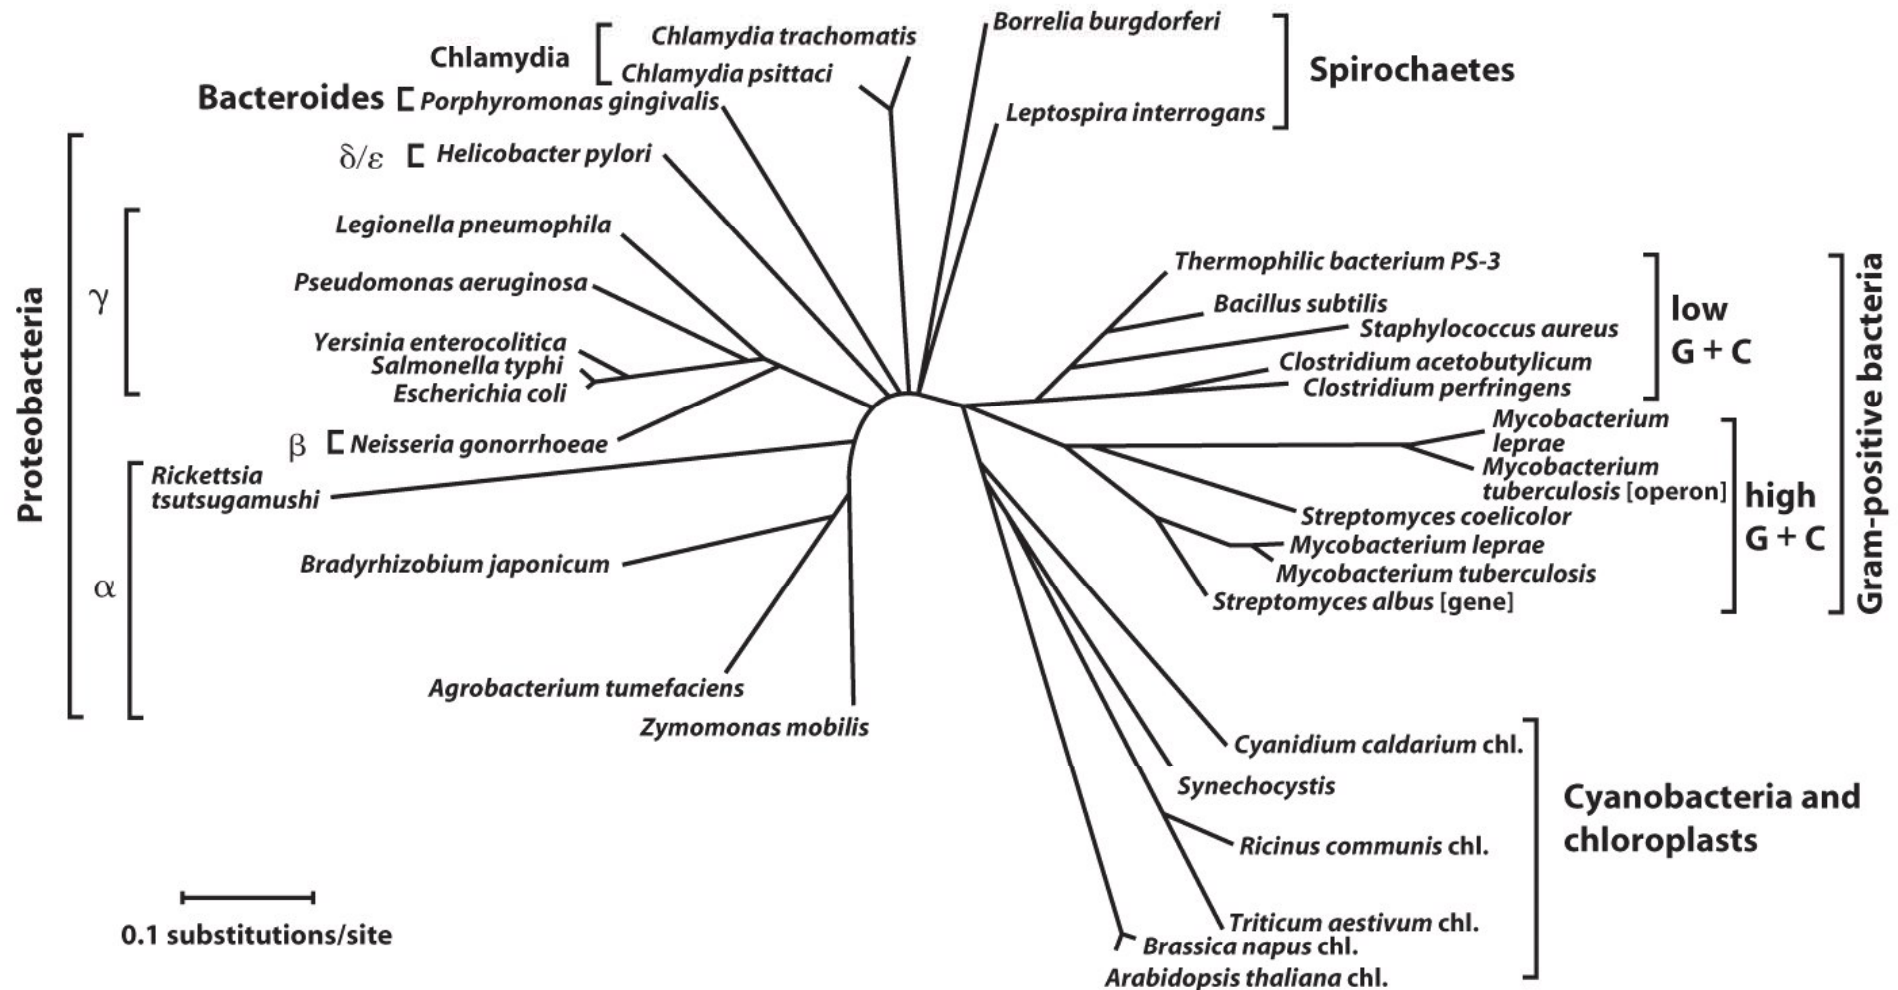 Chlamydia
Chlamydia trachomatis
Chlamydia psittaci
Bacteroides
Porphyromonas gingivalis
Borrelia burgdorferi
Leptospira interrogans
Spirochaetes
Proteobacteria
δ/ε
Helicobacter pylori
γ
Legionella pneumophila
Pseudomonas aeruginosa
Yersinia enterocolitica
Salmonella typhi
Escherichia coli
β
Neisseria gonorrhoeae
α
Rickettsia
tsutsugamushi
Bradyrhizobium japonicum
Agrobacterium tumefaciens
Zymomonas mobilis
Thermophilic bacterium PS-3
Bacillus subtilis
Staphylococcus aureus
Clostridium acetobutylicum
Clostridium perfringens
low
G + C
Gram-positive bacteria
Mycobacterium
leprae
Mycobacterium
tuberculosis [operon]
Streptomyces coelicolor
Mycobacterium leprae
Mycobacterium tuberculosis
Streptomyces albus [gene]
high
G + C
Cyanidium caldarium chl.
Synechocystis
Ricinus communis chl.
Triticum aestivum chl.
Brassica napus chl.
Arabidopsis thaliana chl.
Cyanobacteria and
chloroplasts
0.1 substitutions/site